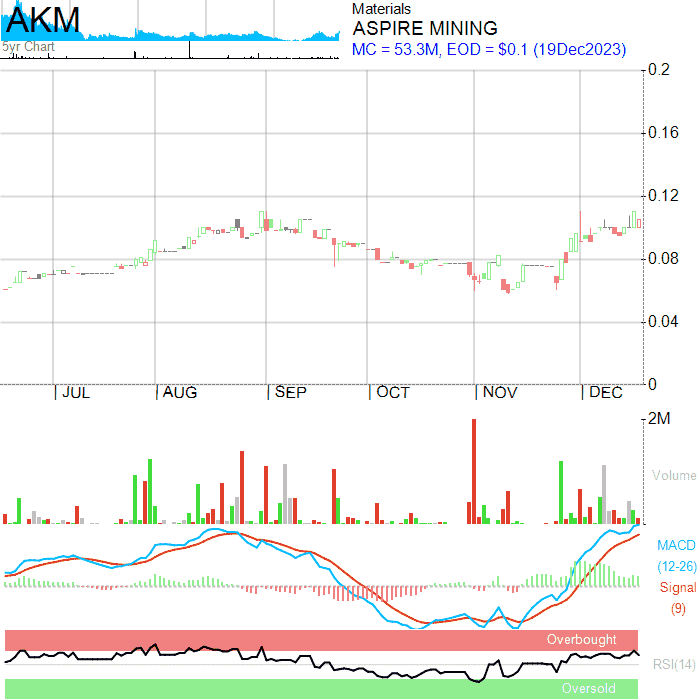 AKM
5yr Chart
Materials
ASPIRE MINING
MC = 53.3M, EOD = $0.1 (19Dec2023)
0.2
0.16
0.12
0.08
0.04
0
JUL AUG SEP OCT NOV DEC
2M
Volume
MACD
(12-26)
Signal
(9)
Overbought
RSI(14)
Oversold